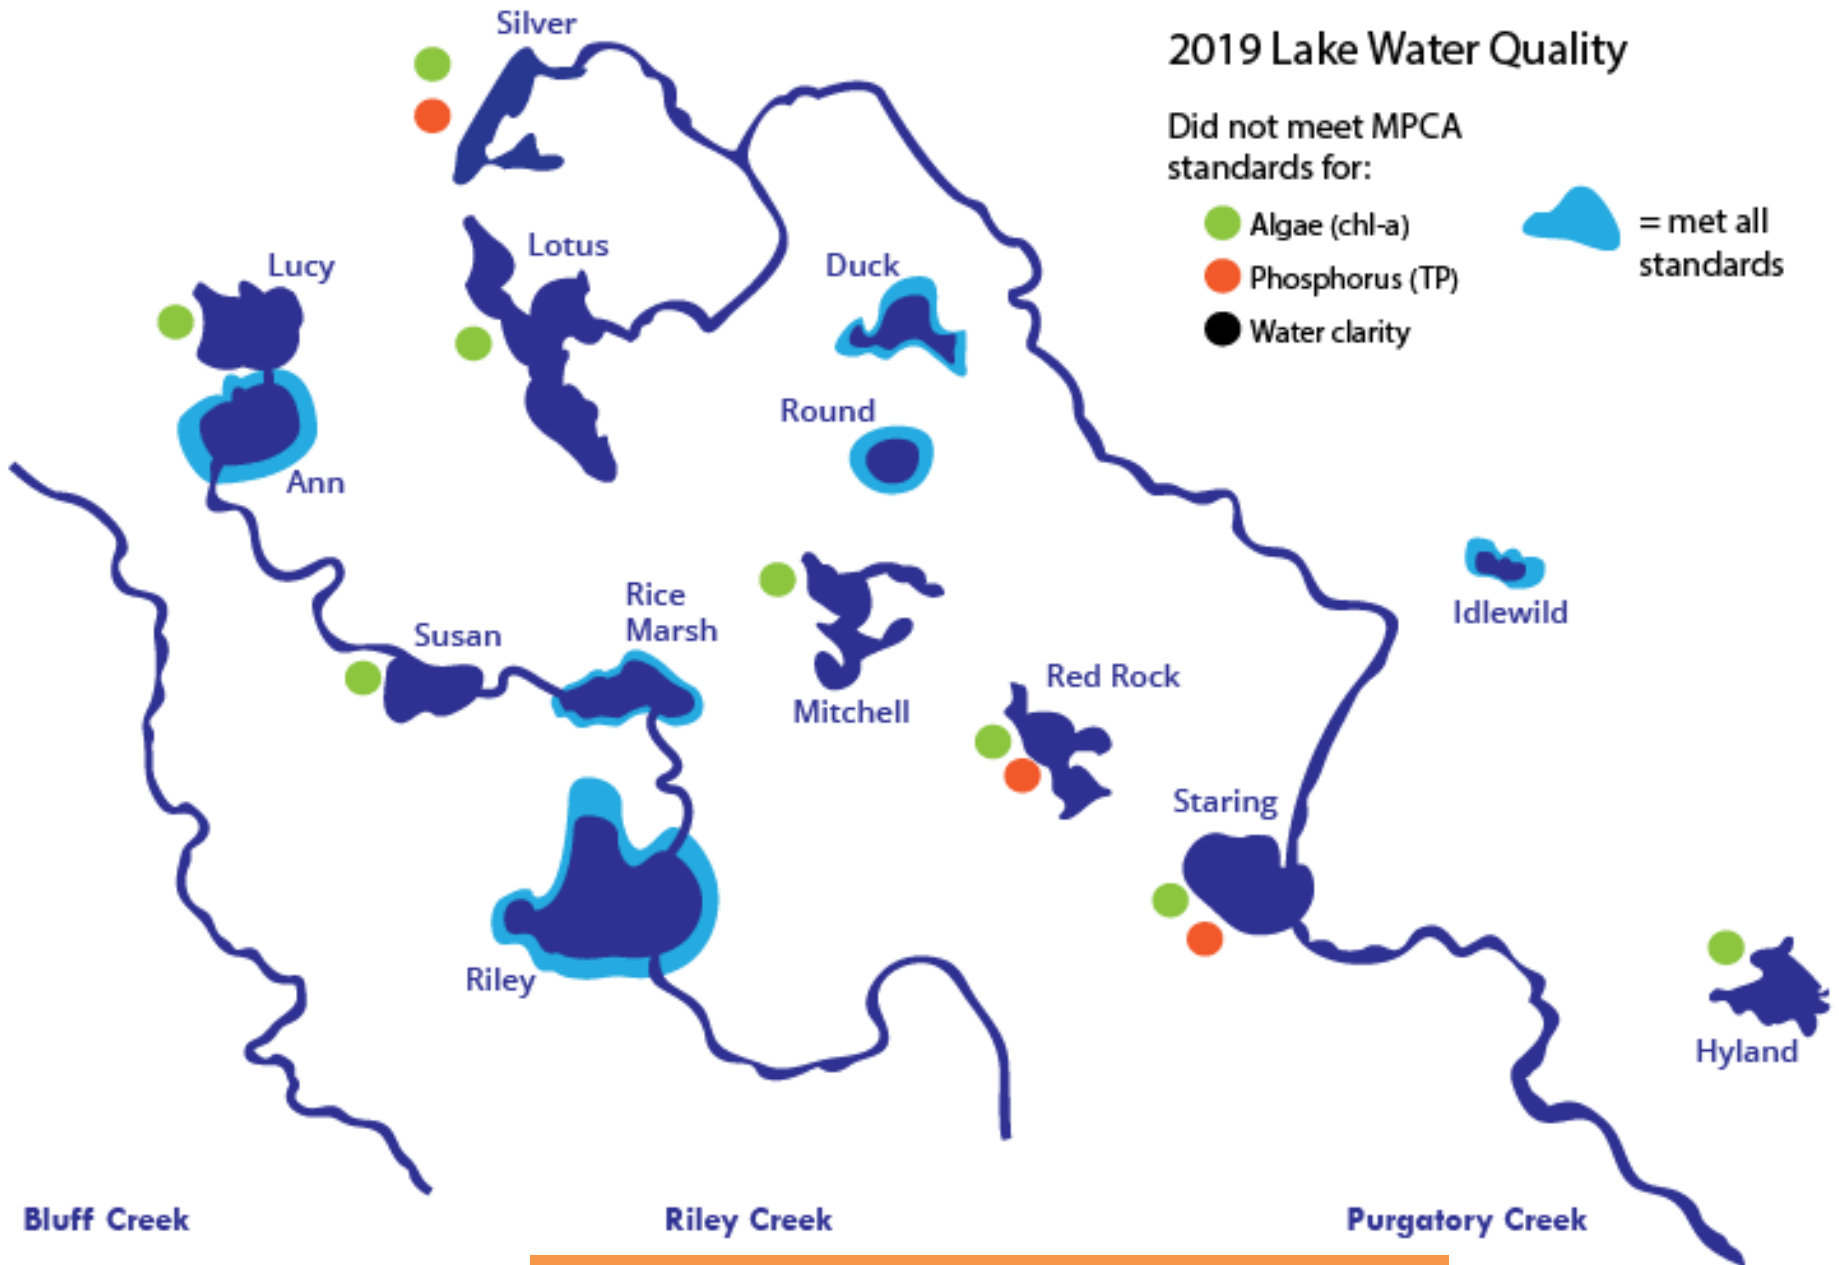 Silver
2019 Lake Water Quality
Did not meet MPCA
standards for:
Algae (chl-a)
Phosphorus (TP)
Water clarity
= met all
standards
Lotus
Lucy
Duck
Round
Ann
Rice
Marsh
Susan
Idlewild
Mitchell
Red Rock
Staring
Riley
Hyland
Bluff Creek
Riley Creek
Purgatory Creek